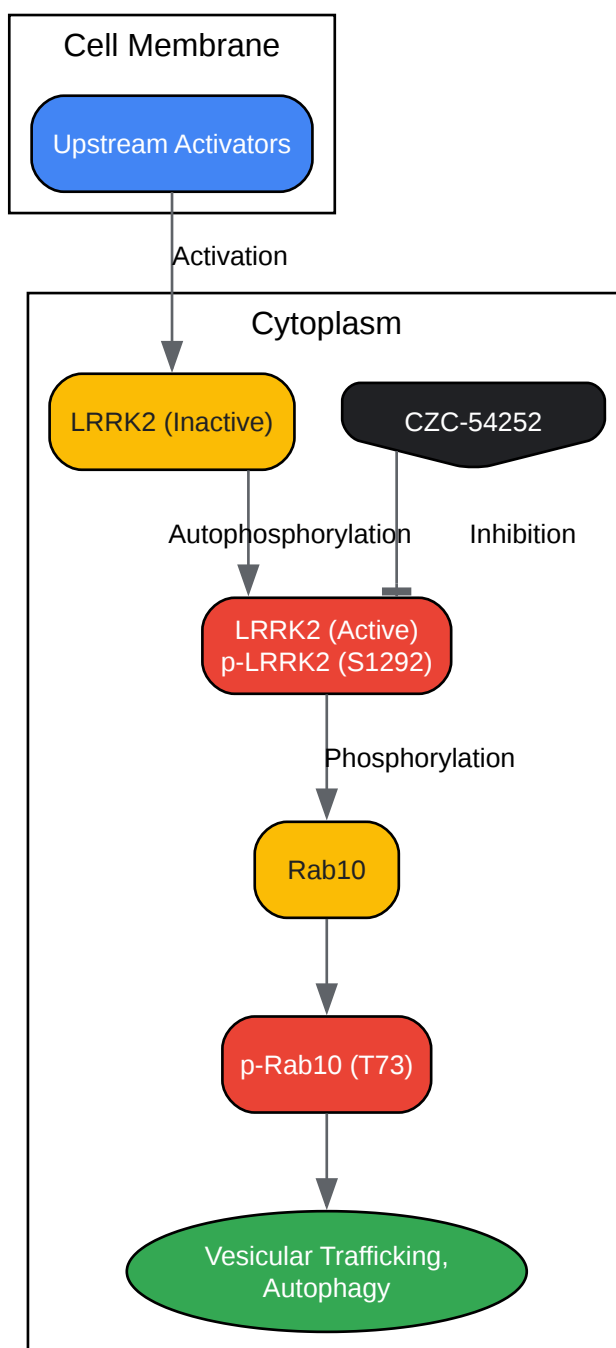 Cell Membrane
Upstream Activators
Activation
Cytoplasm
LRRK2 (Inactive)
CZC-54252
Autophosphorylation
Inhibition
LRRK2 (Active)
p-LRRK2 (S1292)
Phosphorylation
Rab10
p-Rab10 (T73)
Vesicular Trafficking,
Autophagy